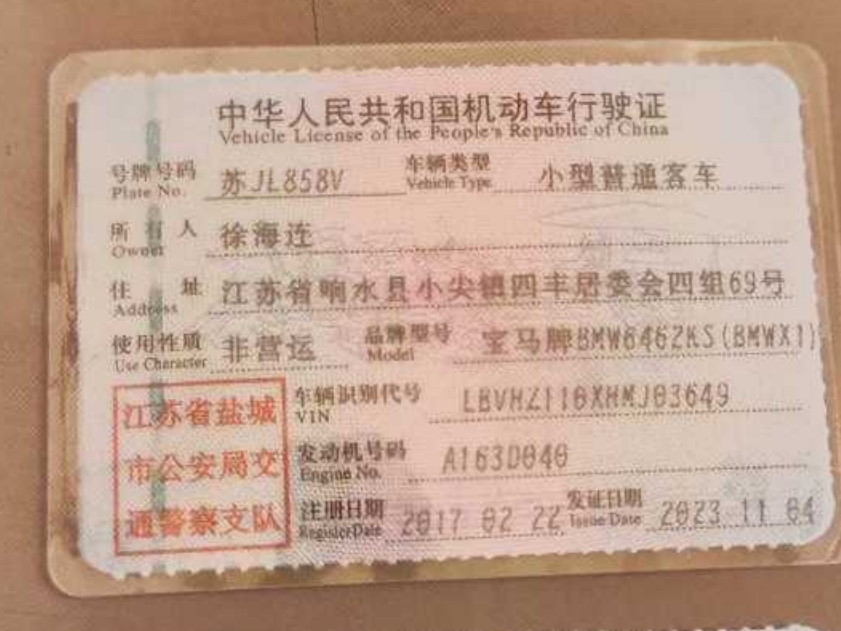 中华人民共和国机动车行驶证
Vehicle License of the People's Republic of China
号牌号码 苏JL858V 车辆类型 小型普通客车
Plate No. Vehicle Type
所有人 徐海连
Owner
住址 江苏省响水县小尖镇四丰居委会四组69号
Address
使用性质 非营运 品牌型号 宝马牌BMW6462KS(BMWX1)
Use Character Model
江苏省盐城 车辆识别代号 LBVHZ110XHMJ03649
VIN
市公安局交 发动机号码 A163D040
Engine No.
通警察支队 注册日期 2017 02 22 发证日期 2023 11 04
Register Date Issue Date